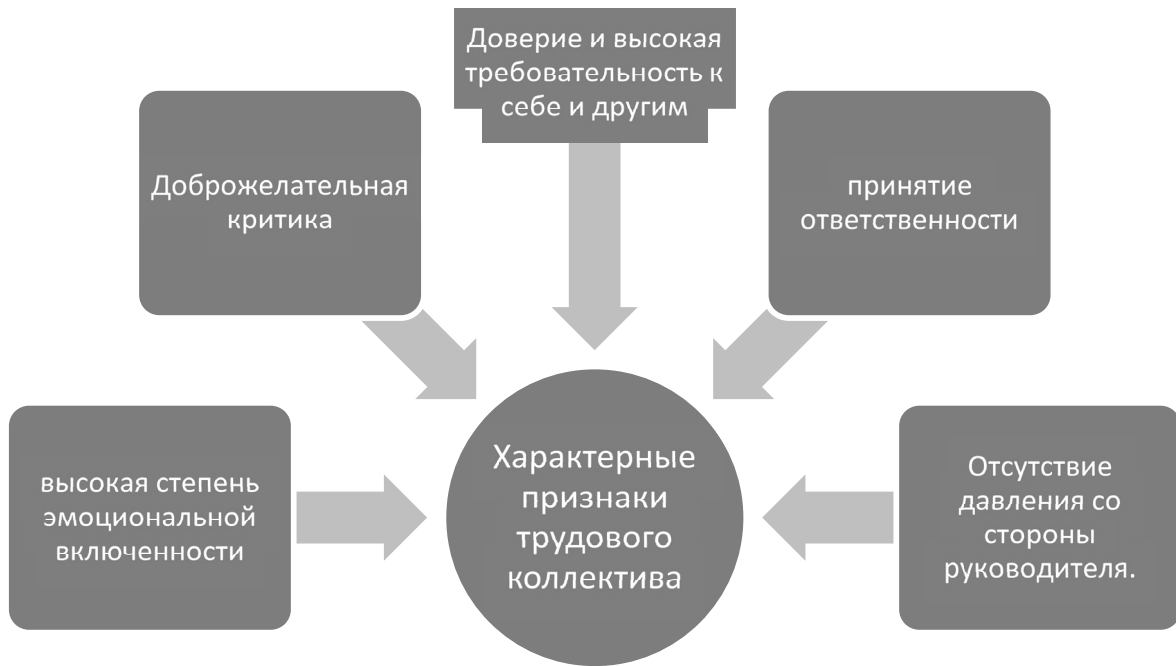 Доверие и высокая
требовательность к
себе и другим
Доброжелательная
критика
принятие
ответственности
высокая степень
эмоциональной
включенности
Характерные
признаки
трудового
коллектива
Отсутствие
давления со
стороны
руководителя.